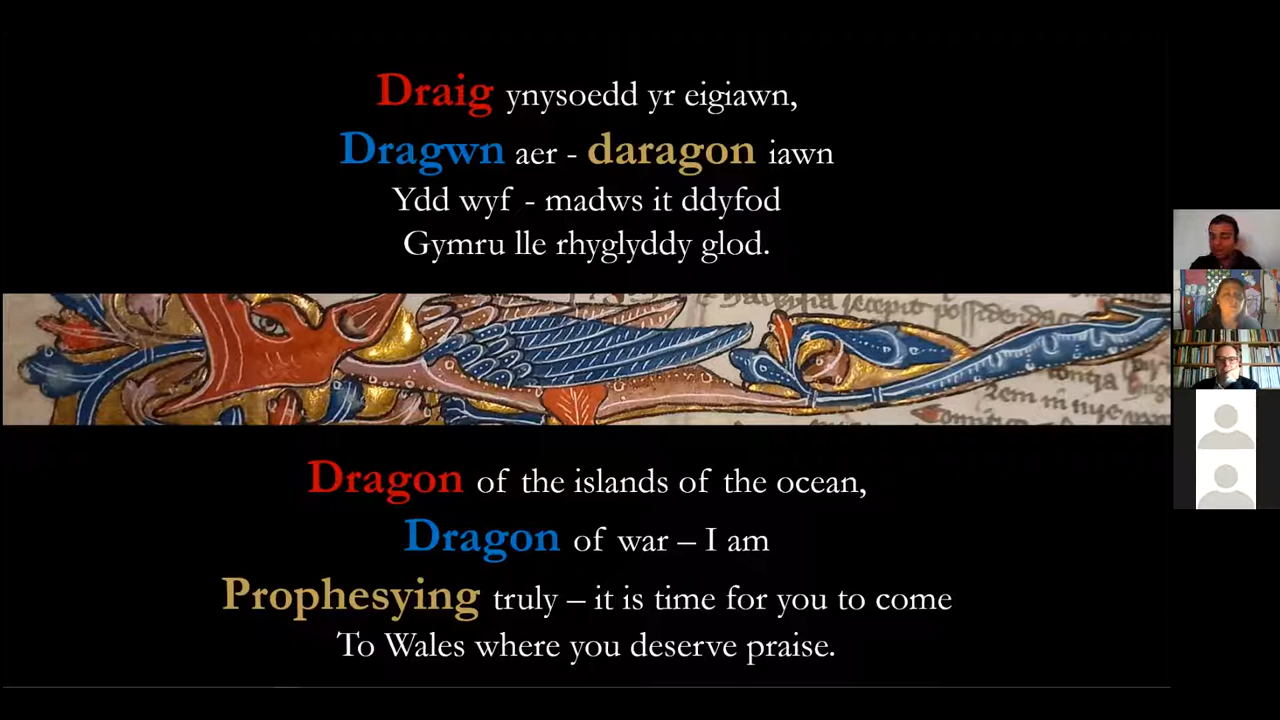 Draig ynysoedd yr eigiawn,
Dragwn aer - daragon iawn
Ydd wyf - madws it ddyfod
Gymru lle rhyglyddy glod.
Dragon of the islands of the ocean,
Dragon of war – I am
Prophesying truly – it is time for you to come
To Wales where you deserve praise.